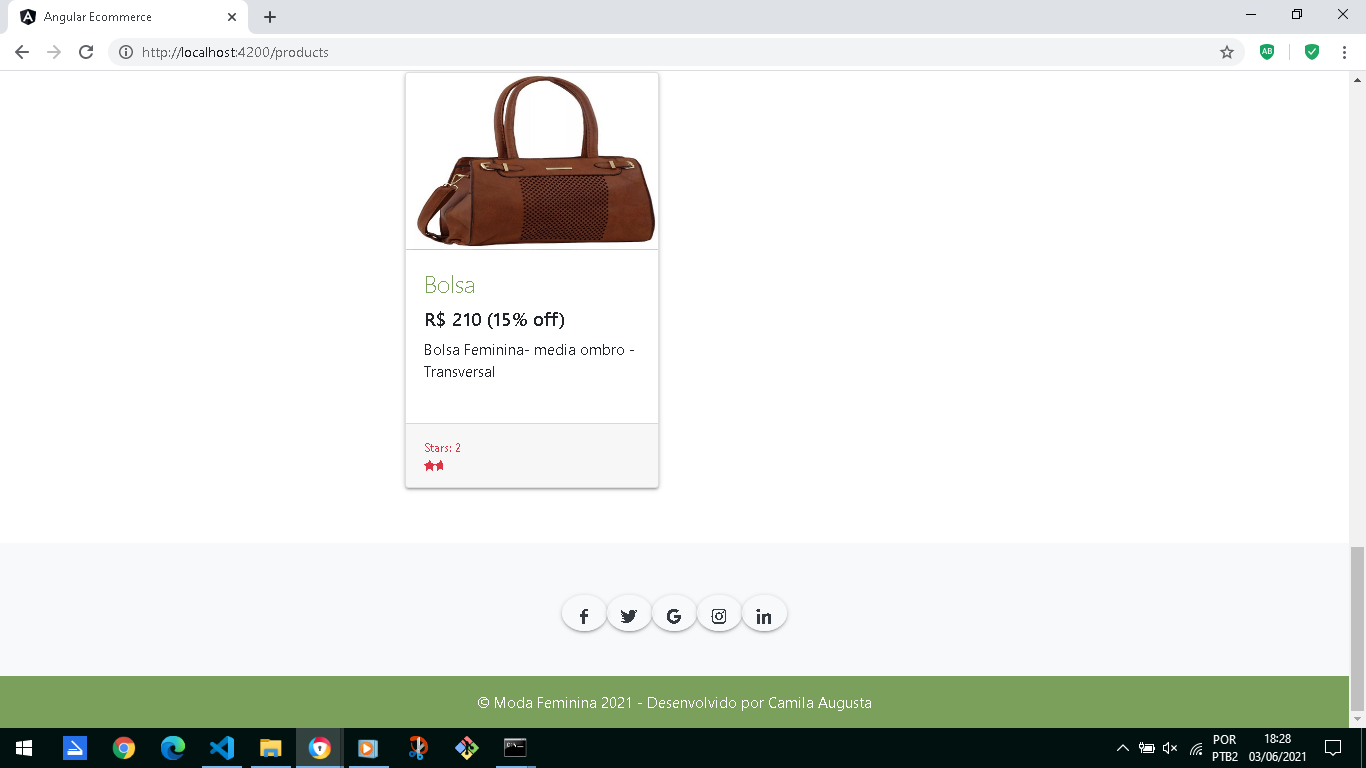 Angular Ecommerce
http://localhost:4200/products
AB
Bolsa
R$ 210 (15% off)
Bolsa Feminina- media ombro -
Transversal
Stars: 2
© Moda Feminina 2021 - Desenvolvido por Camila Augusta
POR
PTB2
18:28
03/06/2021